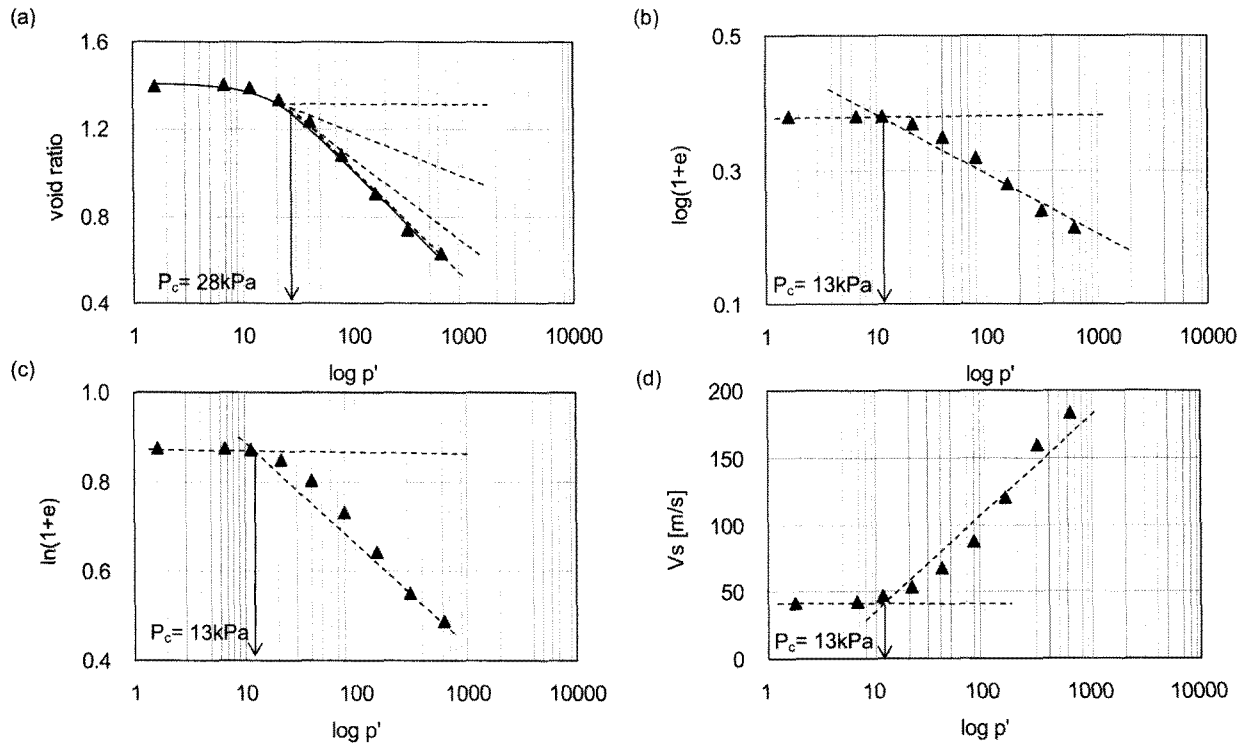 (a)
1.6
1.2
0.8
0.4
void ratio
P_c= 28kPa
1 10 100 1000 10000
log p'
(b)
0.5
0.3
0.1
log(1+e)
P_c= 13kPa
1 10 100 1000 10000
log p'
(c)
1.0
0.8
0.6
0.4
ln(1+e)
P_c= 13kPa
1 10 100 1000 10000
log p'
(d)
200
150
100
50
0
Vs [m/s]
P_c= 13kPa
1 10 100 1000 10000
log p'